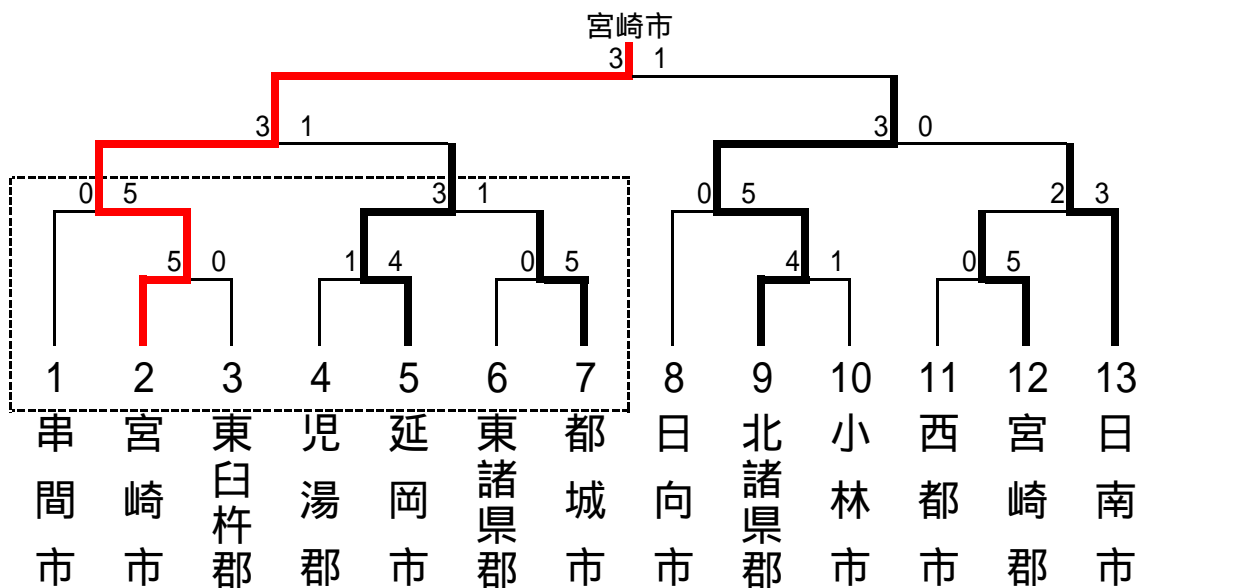 宮崎市
3 1
3 1 3 0
0 5 3 1 0 5 2 3
5 0 1 4 0 5 4 1 0 5
1 2 3 4 5 6 7 8 9 10 11 12 13
串間市
宮崎市
東臼杵郡
児湯郡
延岡市
東諸県郡
都城市
日向市
北諸県郡
小林市
西都市
宮崎郡
日南市